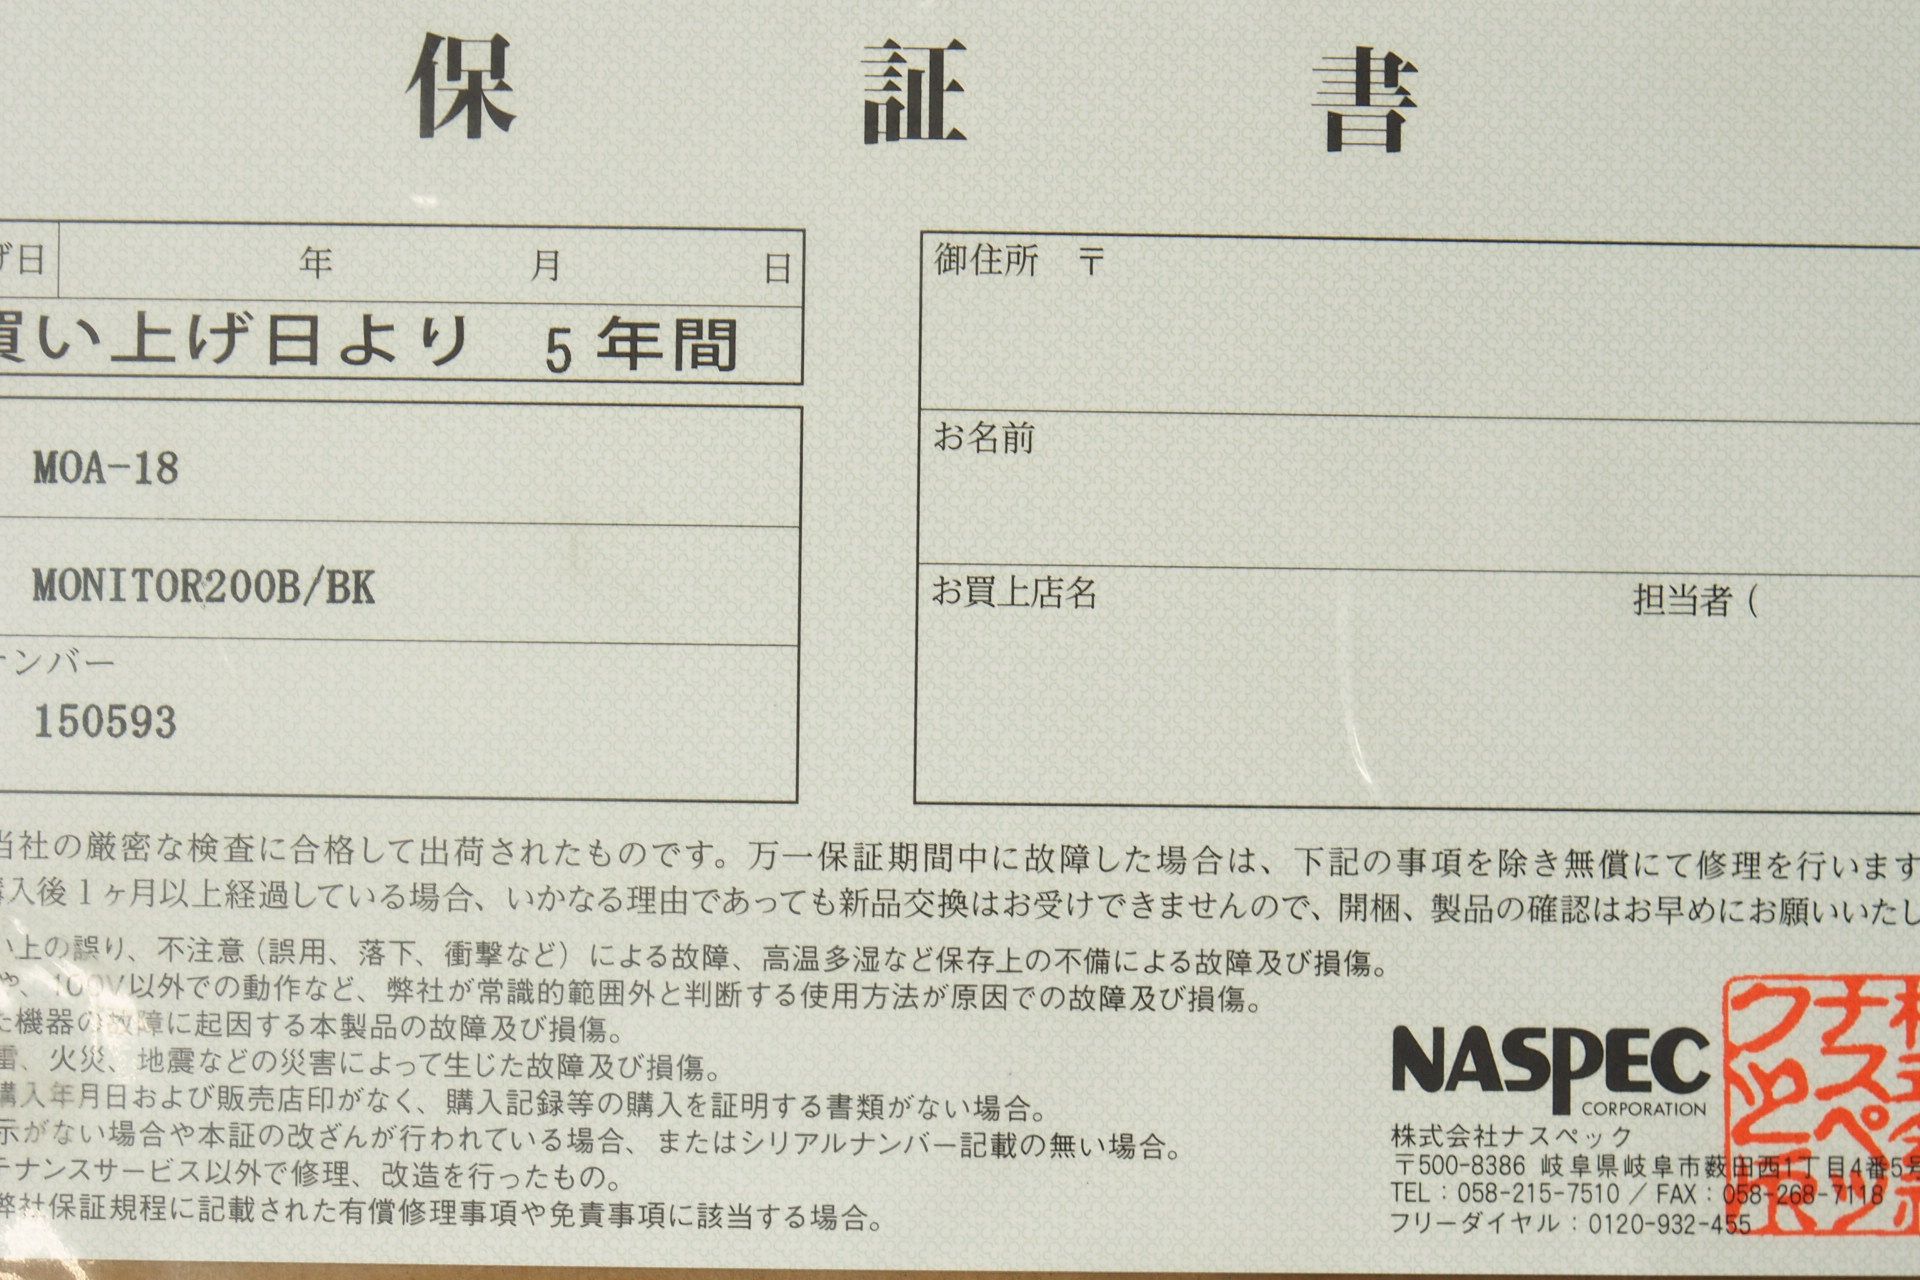 保証書
げ日 年 月 日
買い上げ日より 5年間
MOA-18
MONITOR200B/BK
ナンバー
150593
御住所 〒
お名前
お買上店名 担当者 (
当社の厳密な検査に合格して出荷されたものです。万一保証期間中に故障した場合は、下記の事項を除き無償にて修理を行います
購入後1ヶ月以上経過している場合、いかなる理由であっても新品交換はお受けできませんので、開梱、製品の確認はお早めにお願いいたし
い上の誤り、不注意（誤用、落下、衝撃など）による故障、高温多湿など保存上の不備による故障及び損傷。
や、100V以外での動作など、弊社が常識的範囲外と判断する使用方法が原因での故障及び損傷。
た機器の故障に起因する本製品の故障及び損傷。
雷、火災、地震などの災害によって生じた故障及び損傷。
購入年月日および販売店印がなく、購入記録等の購入を証明する書類がない場合。
示がない場合や本証の改ざんが行われている場合、またはシリアルナンバー記載の無い場合。
テナンスサービス以外で修理、改造を行ったもの。
弊社保証規程に記載された有償修理事項や免責事項に該当する場合。
NASPEC
CORPORATION
株式会社ナスペック
〒500-8386 岐阜県岐阜市薮田西1丁目4番5号
TEL：058-215-7510 / FAX：058-268-7118
フリーダイヤル：0120-932-455